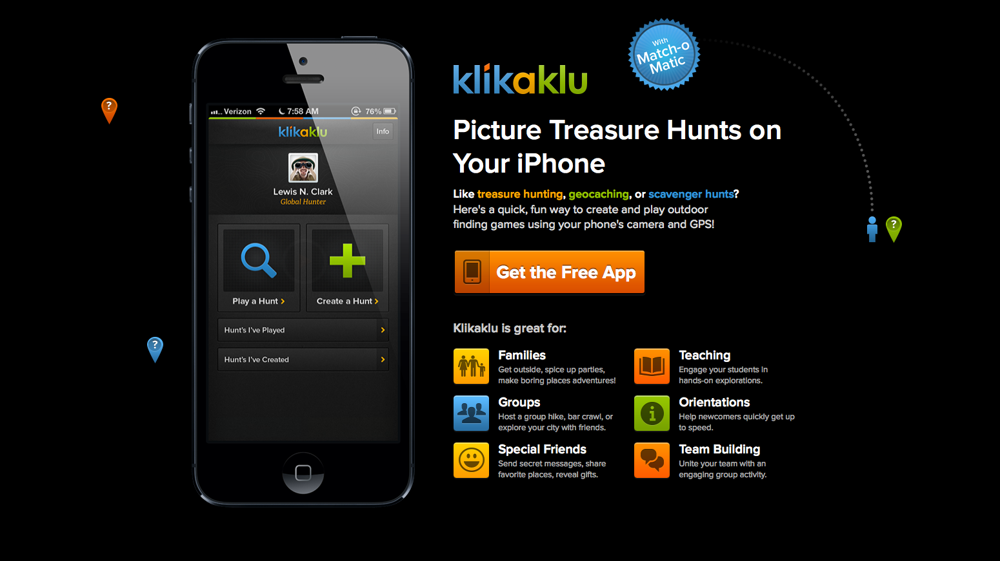 With
Match-o
Matic
klikaklu
Picture Treasure Hunts on
Your iPhone
Like treasure hunting, geocaching, or scavenger hunts?
Here's a quick, fun way to create and play outdoor
finding games using your phone's camera and GPS!
Get the Free App
Klikaklu is great for:
Families
Get outside, spice up parties,
make boring places adventures!
Teaching
Engage your students in
hands-on explorations.
Groups
Host a group hike, bar crawl, or
explore your city with friends.
Orientations
Help newcomers quickly get up
to speed.
Special Friends
Send secret messages, share
favorite places, reveal gifts.
Team Building
Unite your team with an
engaging group activity.
Verizon 7:58 AM 76%
klikaklu Info
Lewis N. Clark
Global Hunter
Play a Hunt Create a Hunt
Hunt's I've Played
Hunt's I've Created
?
?
?